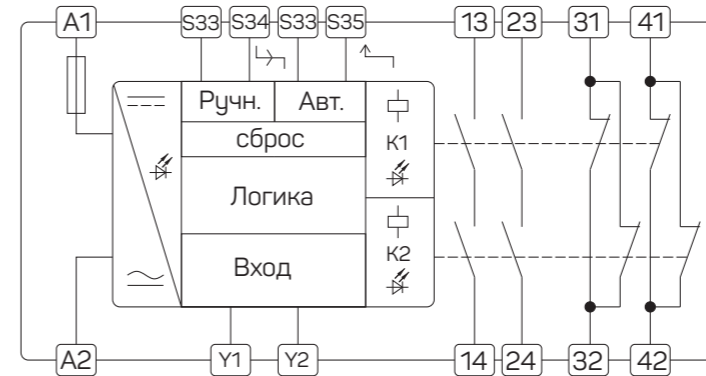 A1 S33 S34 S33 S35 13 23 31 41
Ручн. Авт.
сброс
K1
Логика
K2
Вход
A2 Y1 Y2 14 24 32 42